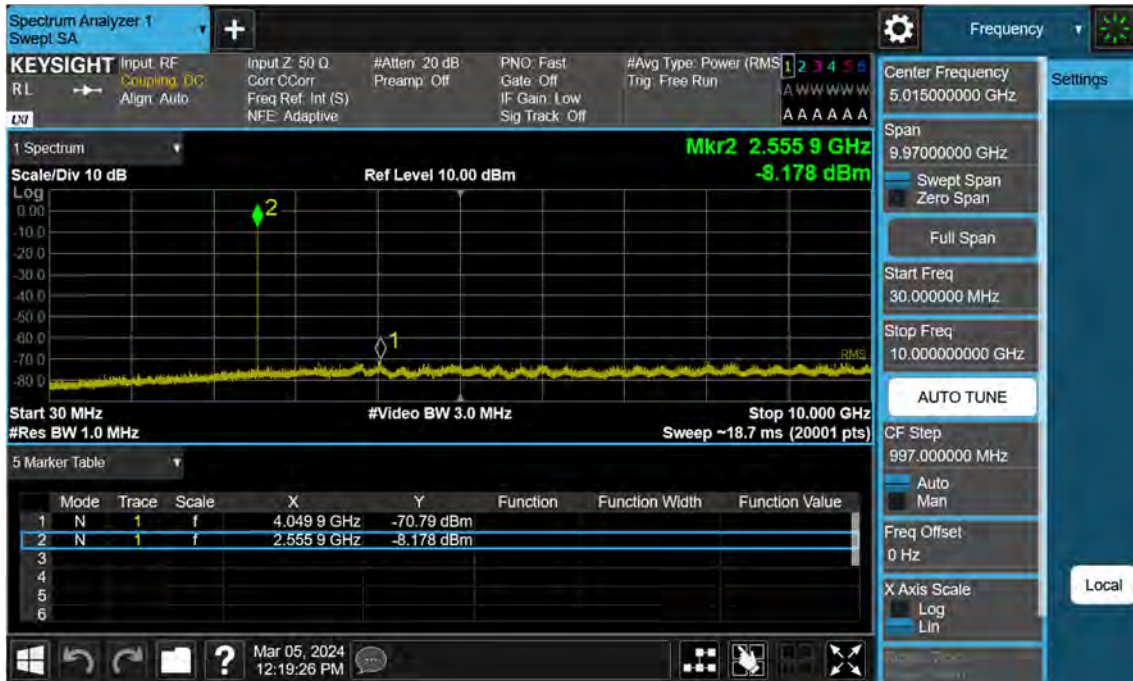 Spectrum Analyzer 1
Swept SA
+
Frequency
KEYSIGHT
RL
LXI
Input: RF
Coupling: DC
Align: Auto
Input Z: 50 Ω
Corr CCorr
Freq Ref: Int (S)
NFE: Adaptive
#Atten: 20 dB
Preamp: Off
PNO: Fast
Gate: Off
IF Gain: Low
Sig Track: Off
#Avg Type: Power (RMS
Trig: Free Run
1 2 3 4 5 6
A W W W W W
A A A A A A
Center Frequency
5.015000000 GHz
Settings
1 Spectrum
Mkr2 2.555 9 GHz
-8.178 dBm
Scale/Div 10 dB
Ref Level 10.00 dBm
Log
0.00
-10.0
-20.0
-30.0
-40.0
-50.0
-60.0
-70.0
-80.0
2
1
RMS
Start 30 MHz
#Video BW 3.0 MHz
Stop 10.000 GHz
#Res BW 1.0 MHz
Sweep ~18.7 ms (20001 pts)
Span
9.97000000 GHz
Swept Span
Zero Span
Full Span
Start Freq
30.000000 MHz
Stop Freq
10.000000000 GHz
AUTO TUNE
CF Step
997.000000 MHz
Auto
Man
Freq Offset
0 Hz
X Axis Scale
Log
Lin
Local
5 Marker Table
Mode Trace Scale X Y Function Function Width Function Value
1 N 1 f 4.049 9 GHz -70.79 dBm
2 N 1 f 2.555 9 GHz -8.178 dBm
3
4
5
6
?
Mar 05, 2024
12:19:26 PM